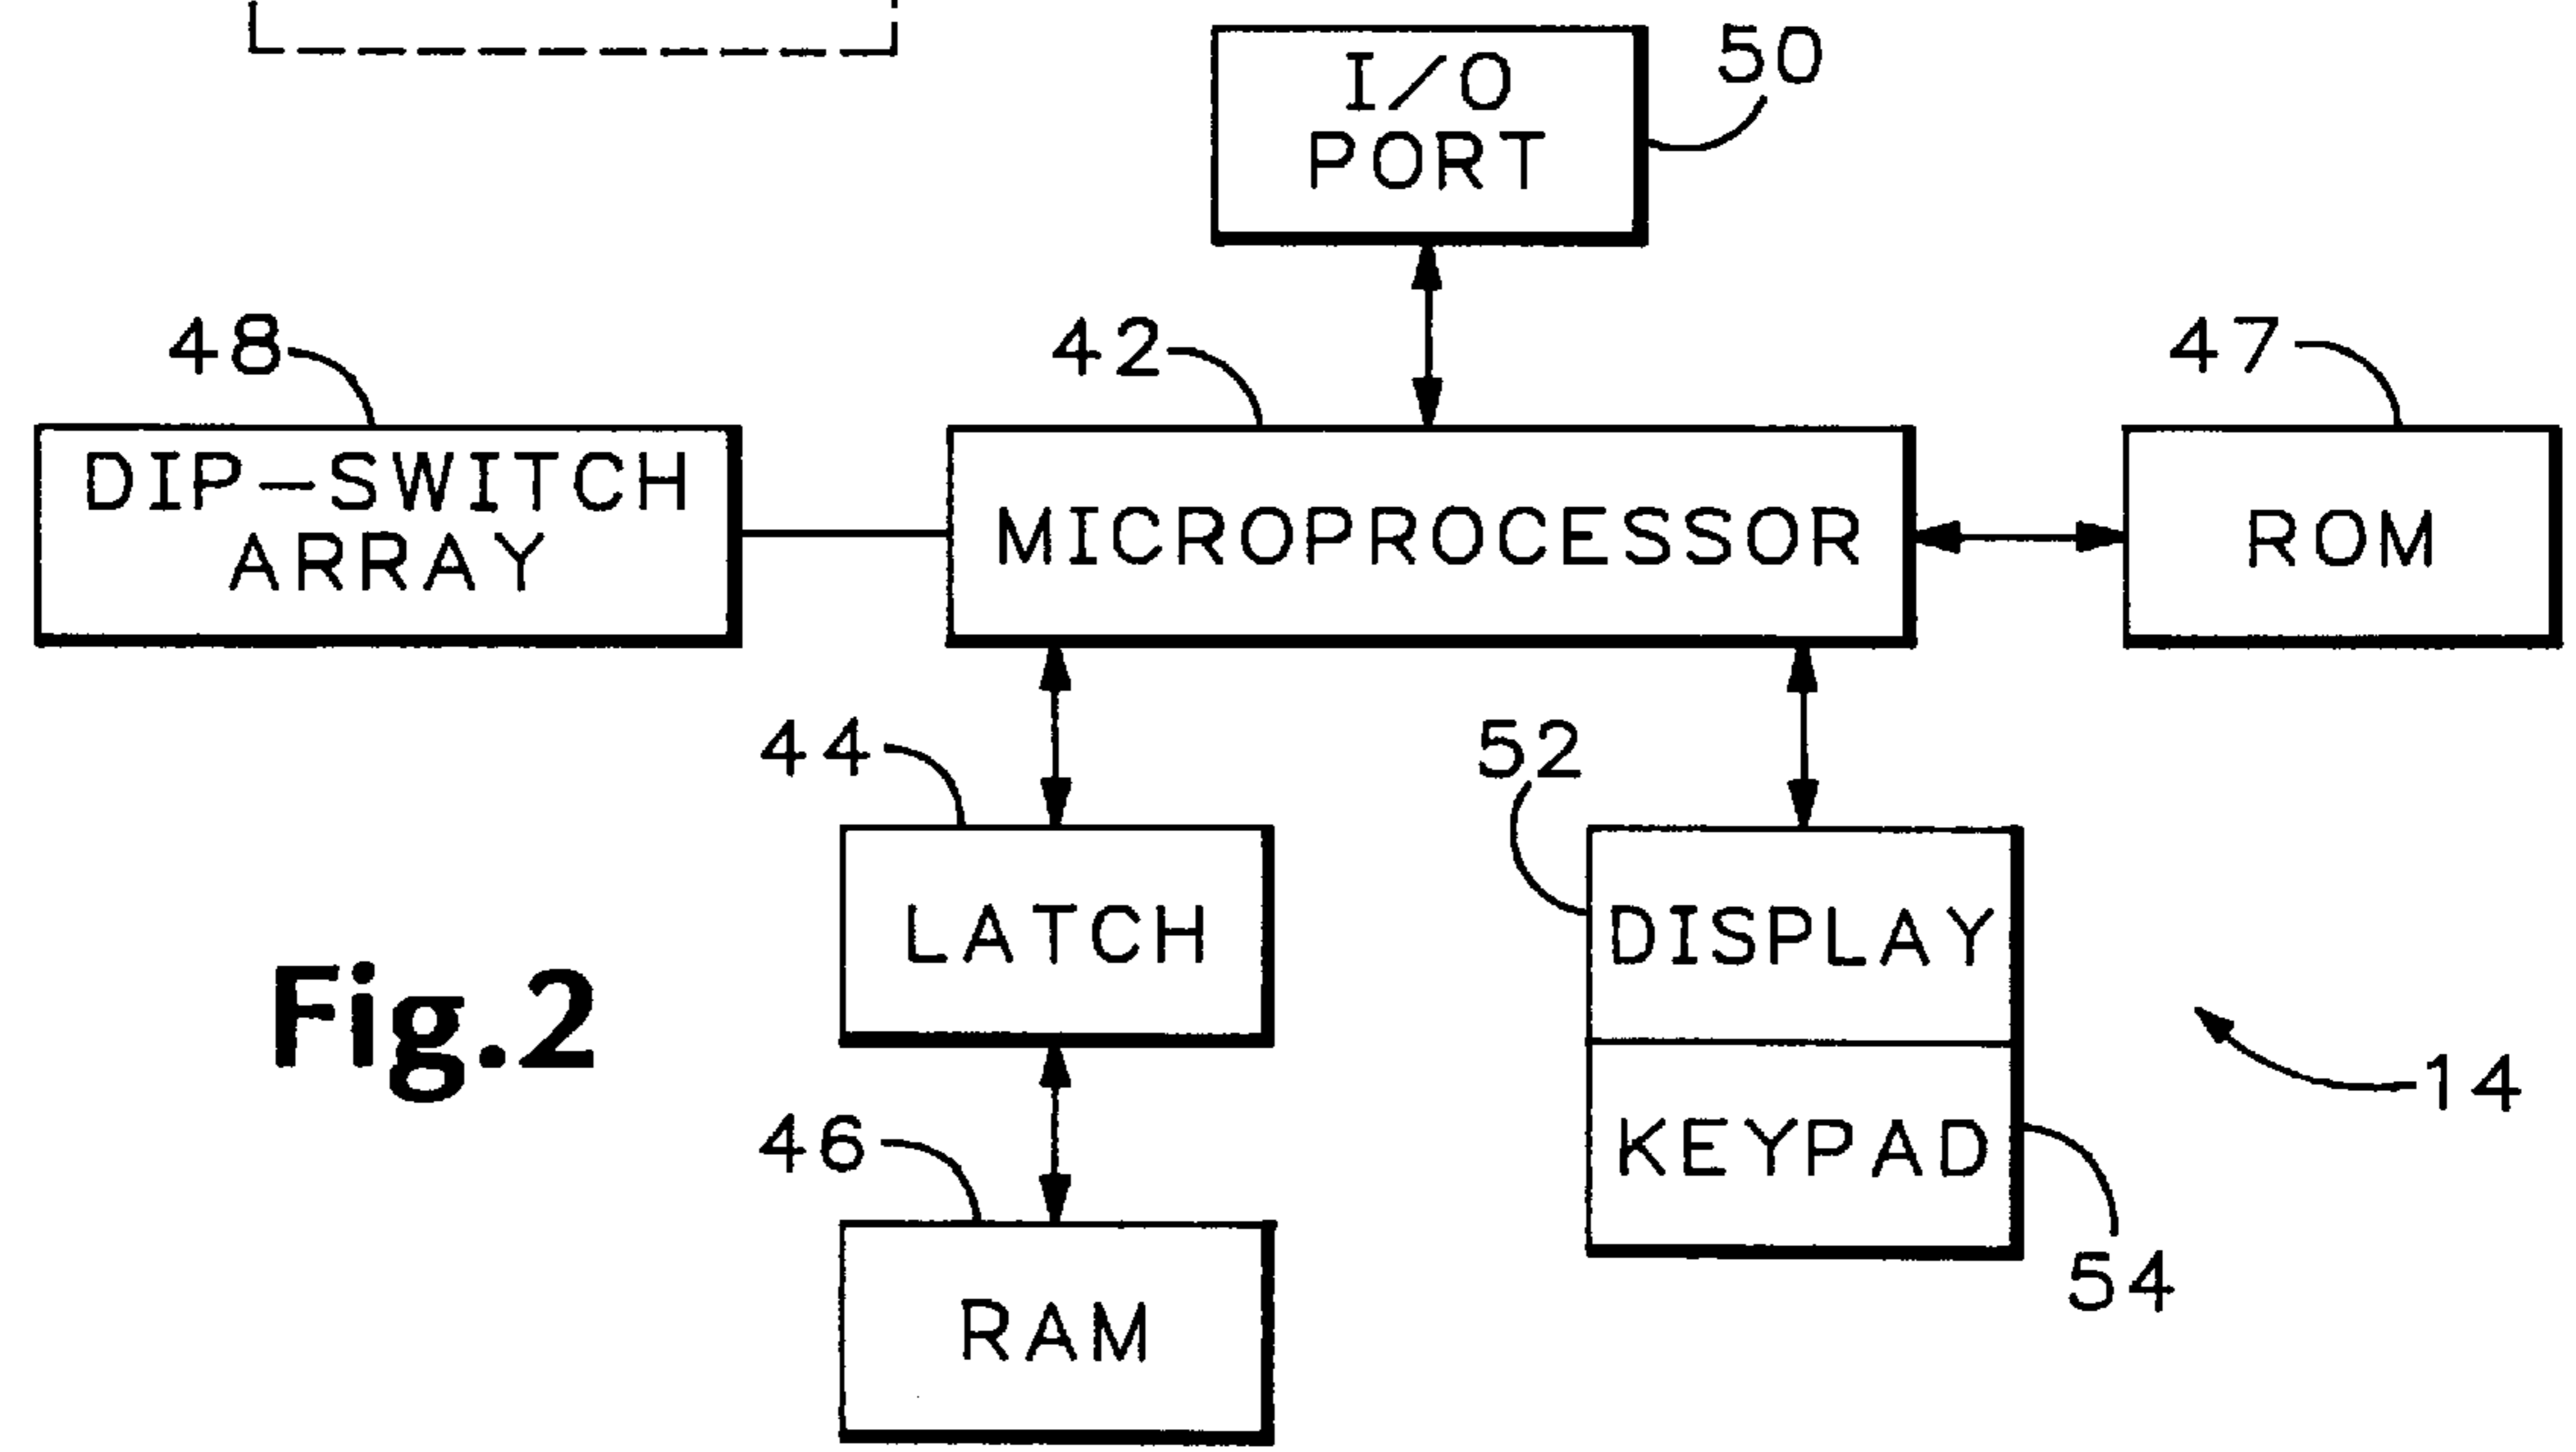 I/O
PORT
50
48
42
47
DIP-SWITCH
ARRAY
MICROPROCESSOR
ROM
44
52
LATCH
DISPLAY
Fig.2
14
46
KEYPAD
54
RAM